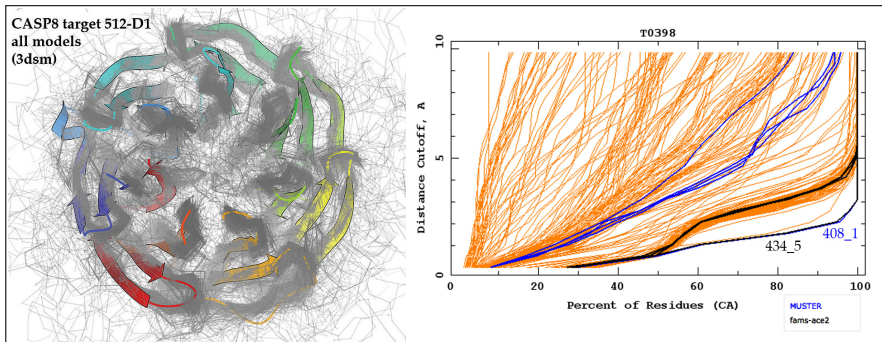 CASP8 target 512-D1
all models
(3dsm)
T0398
Distance Cutoff, A
10
5
0
434_5
408_1
0
20
40
60
80
100
Percent of Residues (CA)
MUSTER
fams-ace2